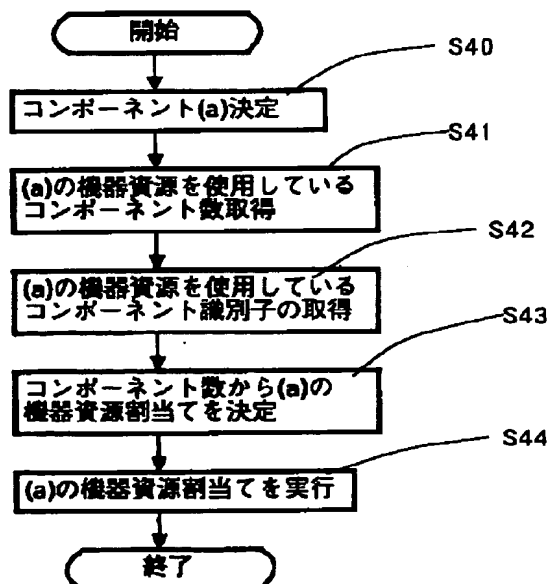 開始
S40
コンポーネント(a)決定
S41
(a)の機器資源を使用している
コンポーネント数取得
S42
(a)の機器資源を使用している
コンポーネント識別子の取得
S43
コンポーネント数から(a)の
機器資源割当てを決定
S44
(a)の機器資源割当てを実行
終了